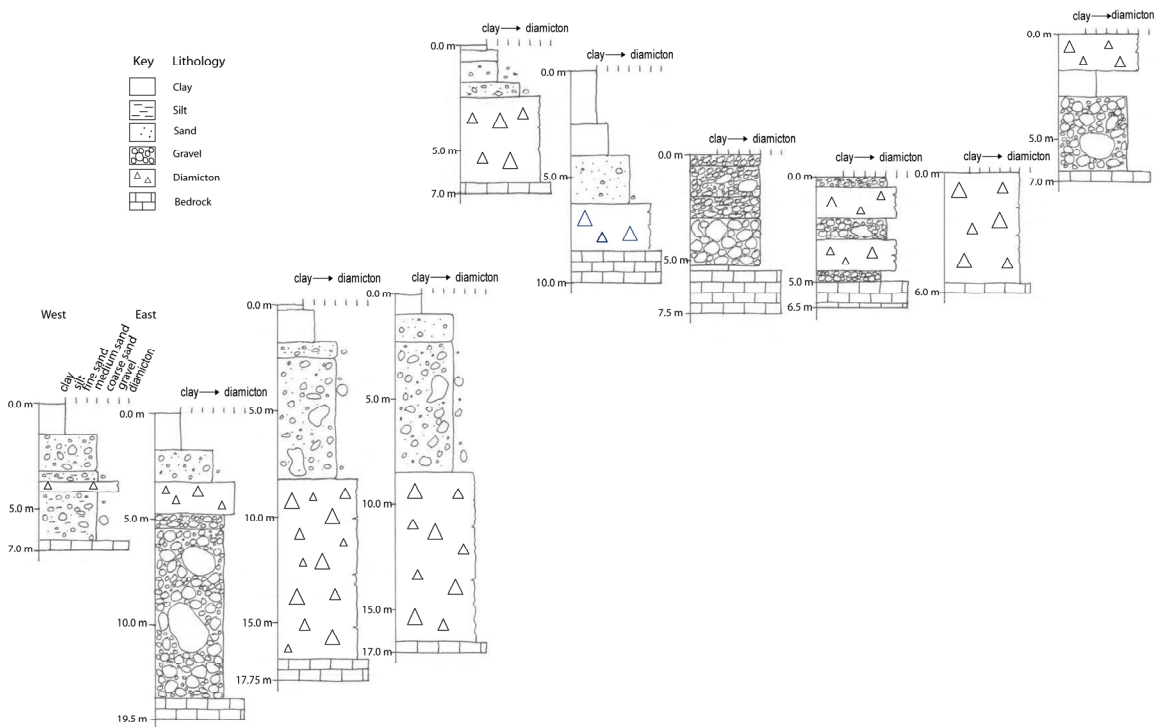 Key Lithology
Clay
Silt
Sand
Gravel
Diamicton
Bedrock
West East
clay
silt
fine sand
medium sand
coarse sand
gravel
diamicton
0.0 m
5.0 m
7.0 m
clay→ diamicton
0.0 m
5.0 m
10.0 m
19.5 m
clay→ diamicton
0.0 m
5.0 m
10.0 m
15.0 m
17.75 m
clay→ diamicton
0.0 m
5.0 m
10.0 m
15.0 m
17.0 m
clay→ diamicton
0.0 m
5.0 m
7.0 m
clay→ diamicton
0.0 m
5.0 m
10.0 m
clay→ diamicton
0.0 m
5.0 m
7.5 m
clay→ diamicton
0.0 m
5.0 m
6.5 m
clay→ diamicton
0.0 m
6.0 m
clay→diamicton
0.0 m
5.0 m
7.0 m